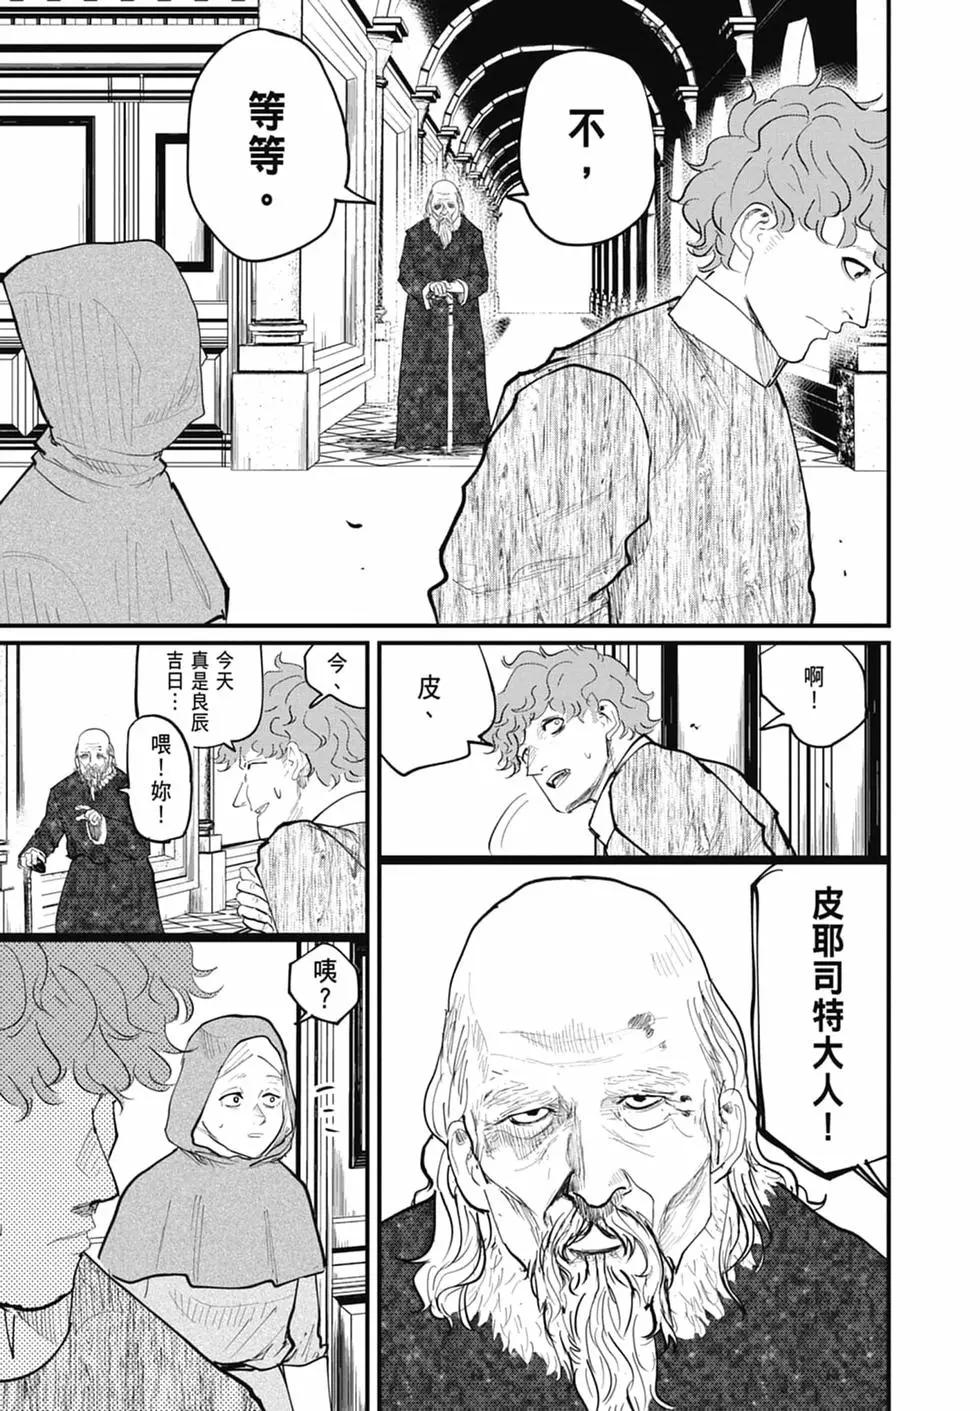 不，
等等。
啊！
皮、
皮耶司特大人！
今、
今天
真是良辰
吉日…
喂！妳！
咦？